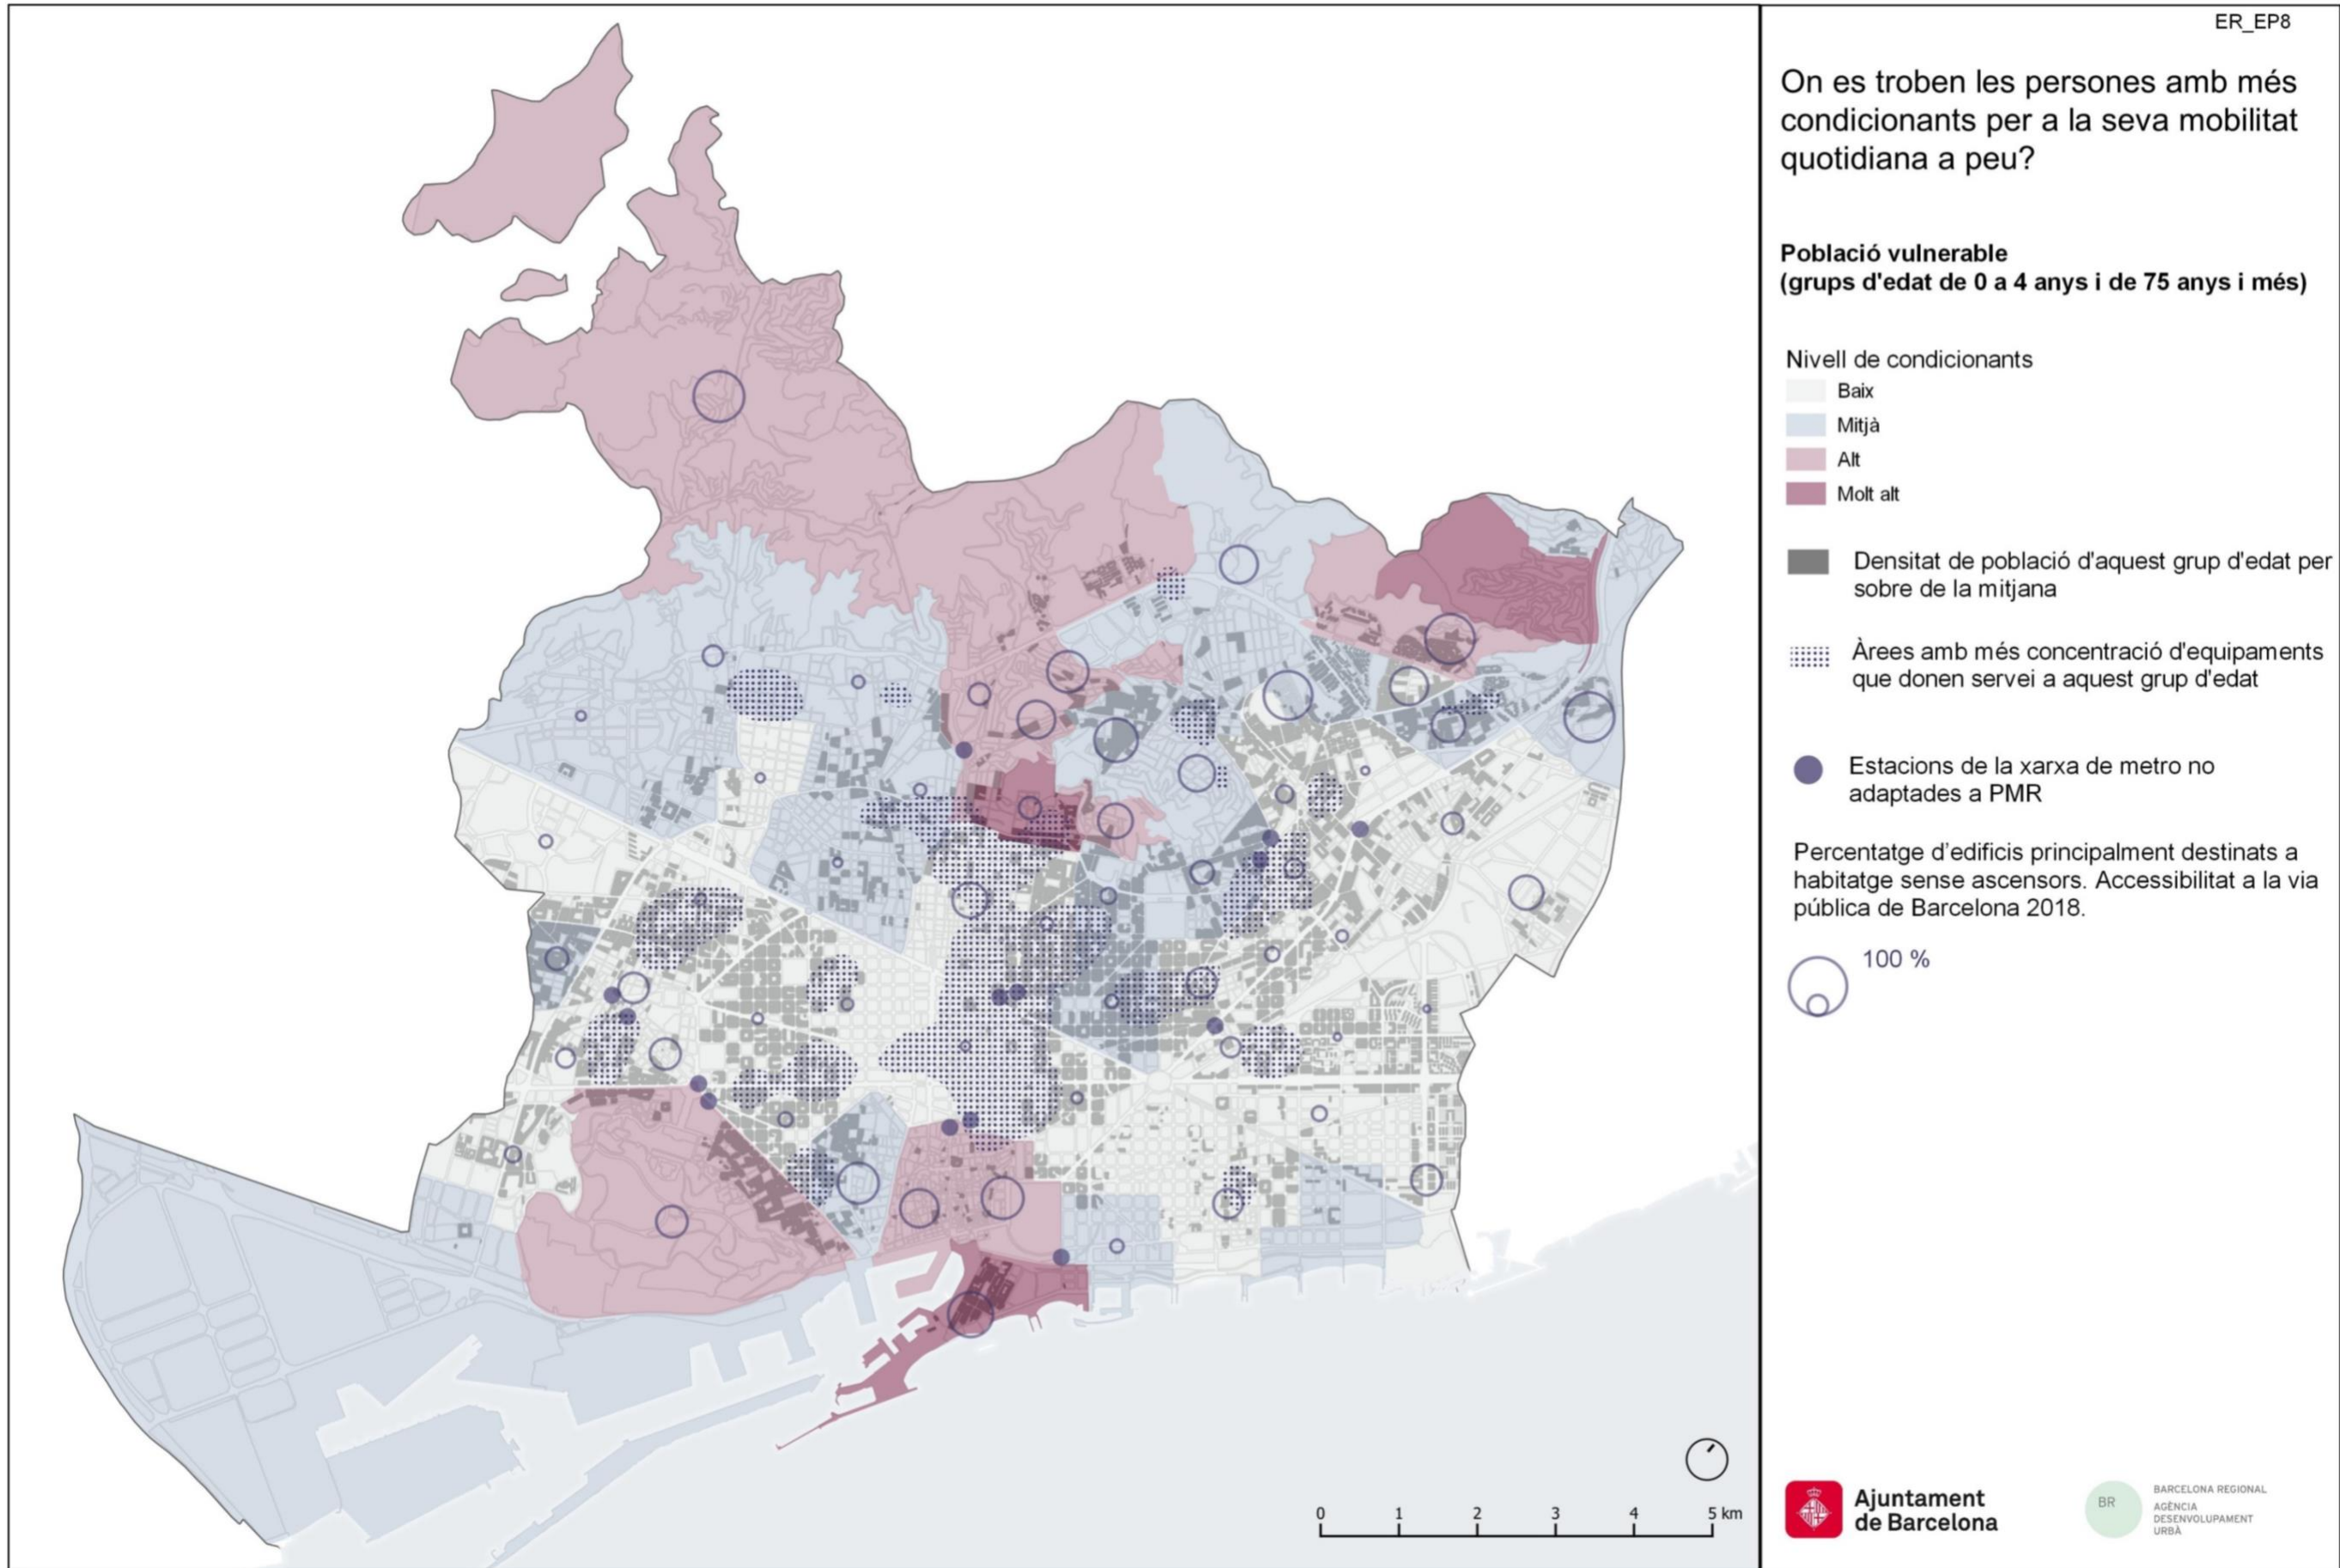 ER_EP8
On es troben les persones amb més
condicionants per a la seva mobilitat
quotidiana a peu?
Població vulnerable
(grups d'edat de 0 a 4 anys i de 75 anys i més)
Nivell de condicionants
Baix
Mitjà
Alt
Molt alt
Densitat de població d'aquest grup d'edat per
sobre de la mitjana
Àrees amb més concentració d'equipaments
que donen servei a aquest grup d'edat
Estacions de la xarxa de metro no
adaptades a PMR
Percentatge d'edificis principalment destinats a
habitatge sense ascensors. Accessibilitat a la via
pública de Barcelona 2018.
100 %
0 1 2 3 4 5 km
Ajuntament
de Barcelona
BR
BARCELONA REGIONAL
AGÈNCIA
DESENVOLUPAMENT
URBÀ